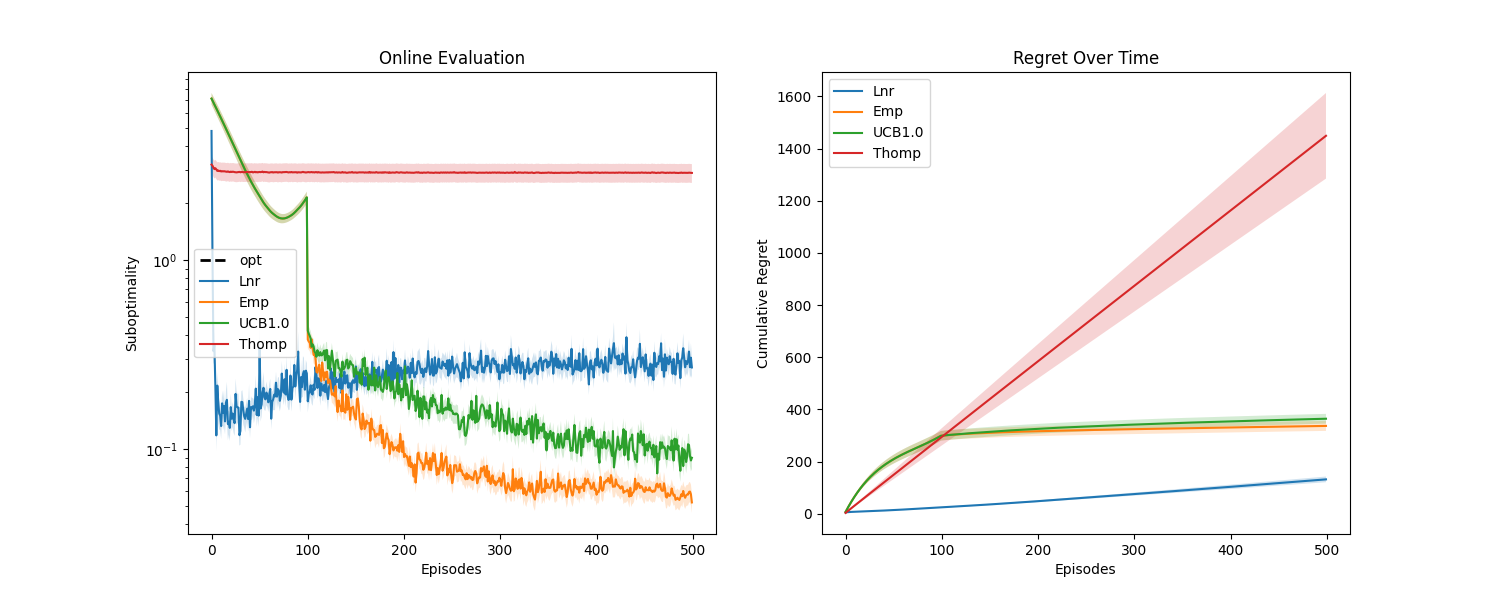 Online Evaluation
Suboptimality
10⁰
10⁻¹
opt
Lnr
Emp
UCB1.0
Thomp
0 100 200 300 400 500
Episodes
Regret Over Time
Cumulative Regret
1600
1400
1200
1000
800
600
400
200
0
Lnr
Emp
UCB1.0
Thomp
0 100 200 300 400 500
Episodes